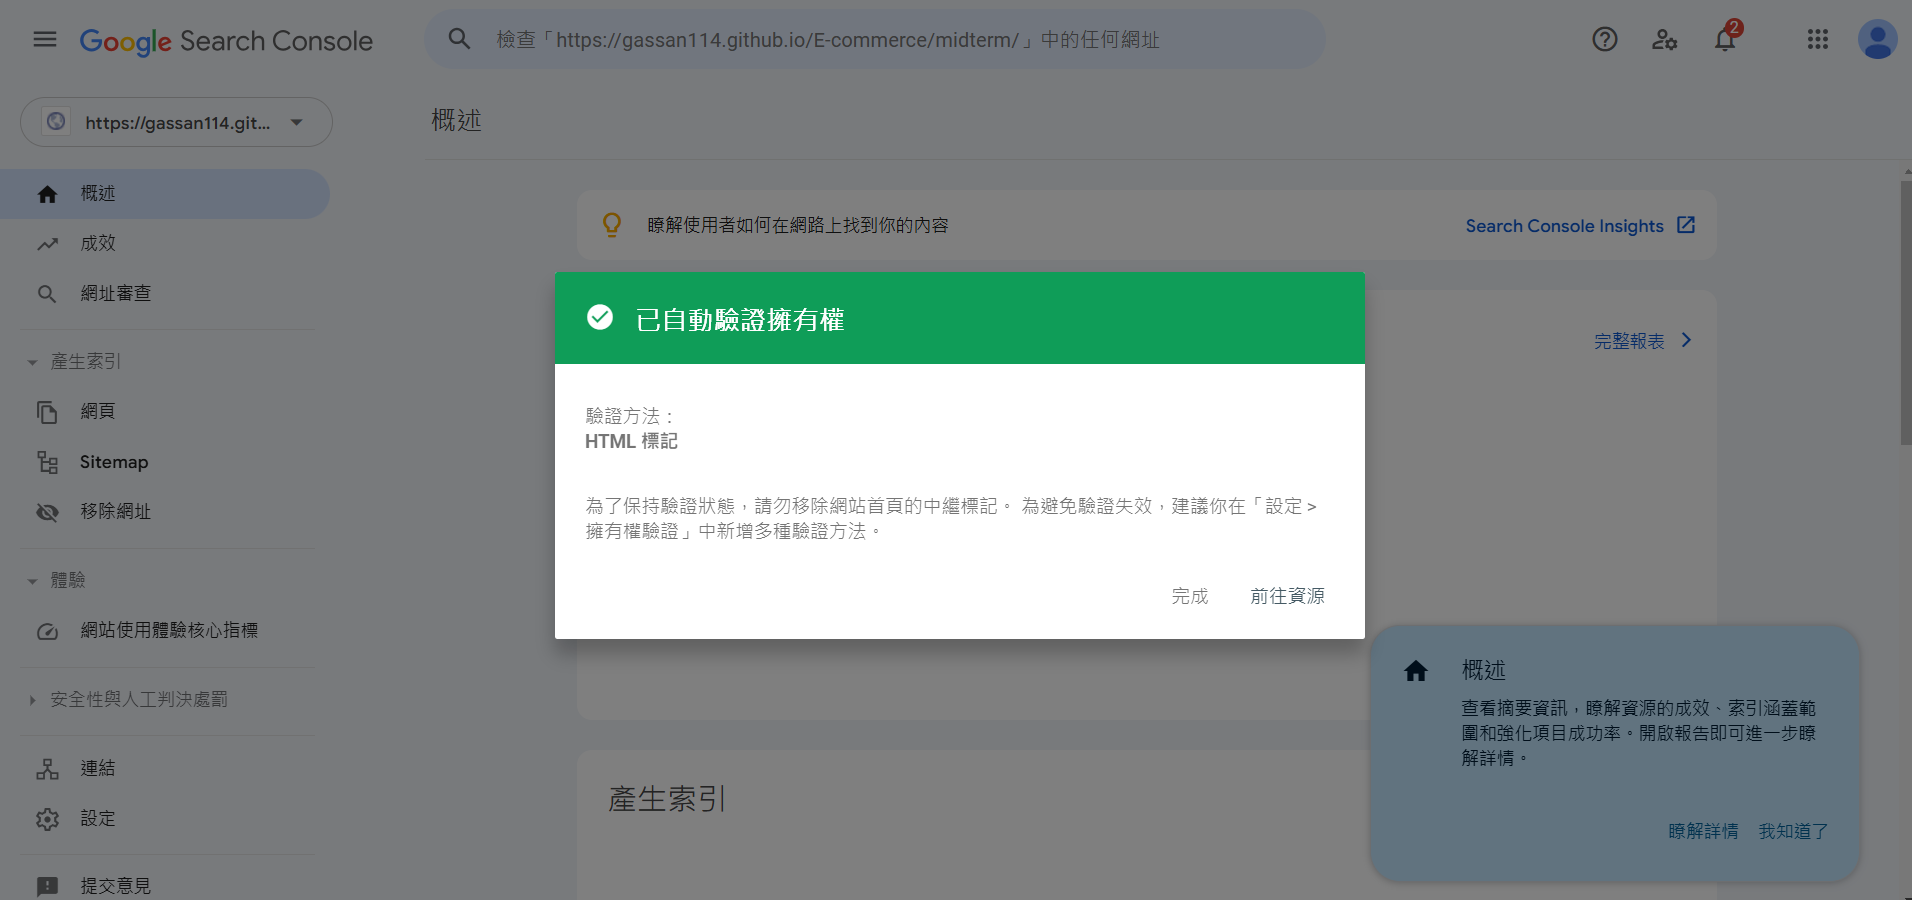 Google Search Console
檢查「https://gassan114.github.io/E-commerce/midterm/」中的任何網址
2
https://gassan114.git...
概述
概述
成效
網址審查
產生索引
網頁
Sitemap
移除網址
體驗
網站使用體驗核心指標
安全性與人工判決處罰
連結
設定
提交意見
瞭解使用者如何在網路上找到你的內容
Search Console Insights
完整報表
已自動驗證擁有權
驗證方法：
HTML 標記
為了保持驗證狀態，請勿移除網站首頁的中繼標記。 為避免驗證失效，建議你在「設定 >
擁有權驗證」中新增多種驗證方法。
完成
前往資源
產生索引
概述
查看摘要資訊，瞭解資源的成效、索引涵蓋範
圍和強化項目成功率。開啟報告即可進一步瞭
解詳情。
瞭解詳情
我知道了